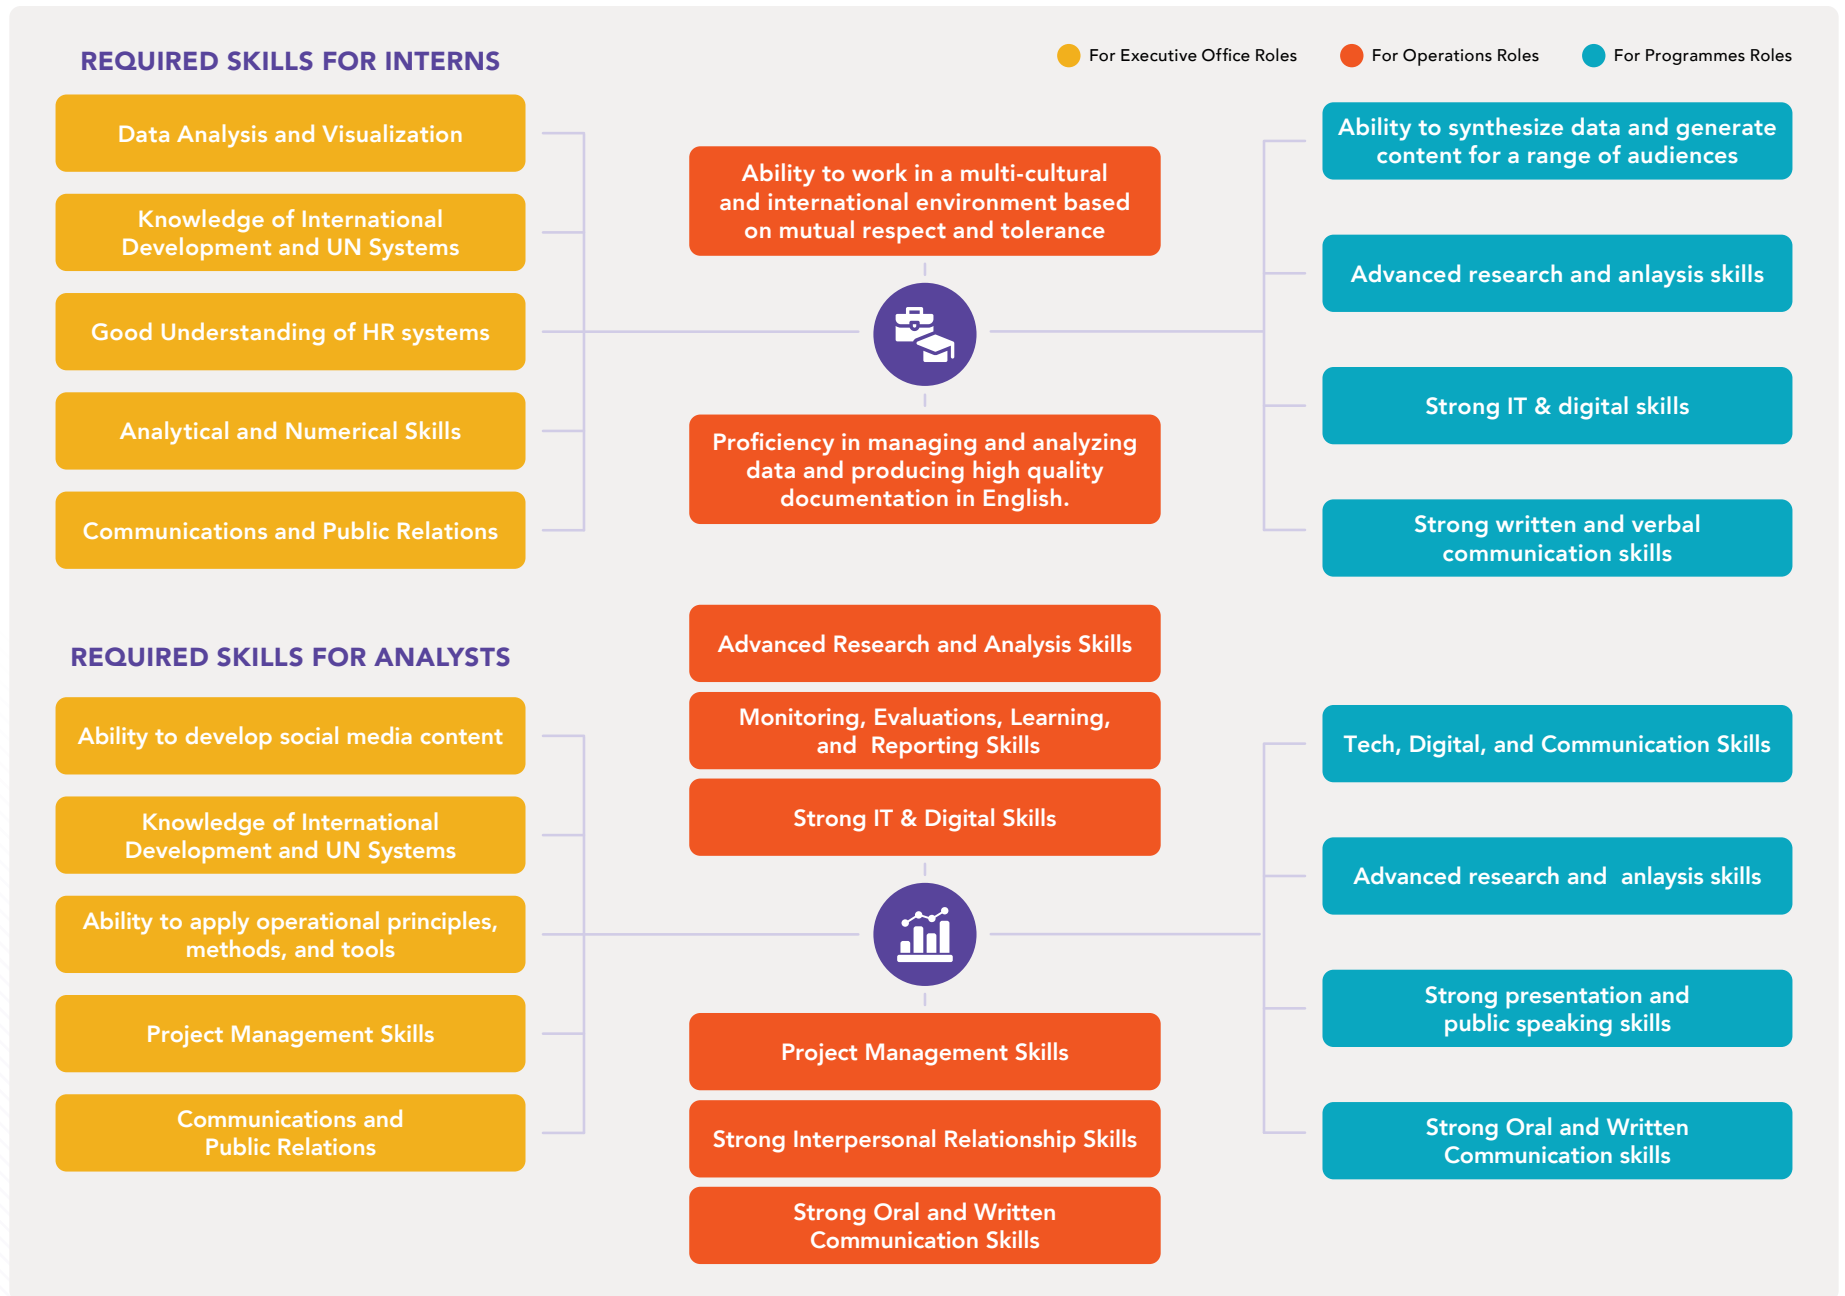 REQUIRED SKILLS FOR INTERNS
For Executive Office Roles
For Operations Roles
For Programmes Roles
Data Analysis and Visualization
Knowledge of International
Development and UN Systems
Good Understanding of HR systems
Analytical and Numerical Skills
Communications and Public Relations
Ability to work in a multi-cultural
and international environment based
on mutual respect and tolerance
Proficiency in managing and analyzing
data and producing high quality
documentation in English.
Ability to synthesize data and generate
content for a range of audiences
Advanced research and anlaysis skills
Strong IT & digital skills
Strong written and verbal
communication skills
REQUIRED SKILLS FOR ANALYSTS
Ability to develop social media content
Knowledge of International
Development and UN Systems
Ability to apply operational principles,
methods, and tools
Project Management Skills
Communications and
Public Relations
Advanced Research and Analysis Skills
Monitoring, Evaluations, Learning,
and  Reporting Skills
Strong IT & Digital Skills
Project Management Skills
Strong Interpersonal Relationship Skills
Strong Oral and Written
Communication Skills
Tech, Digital, and Communication Skills
Advanced research and  anlaysis skills
Strong presentation and
public speaking skills
Strong Oral and Written
Communication skills